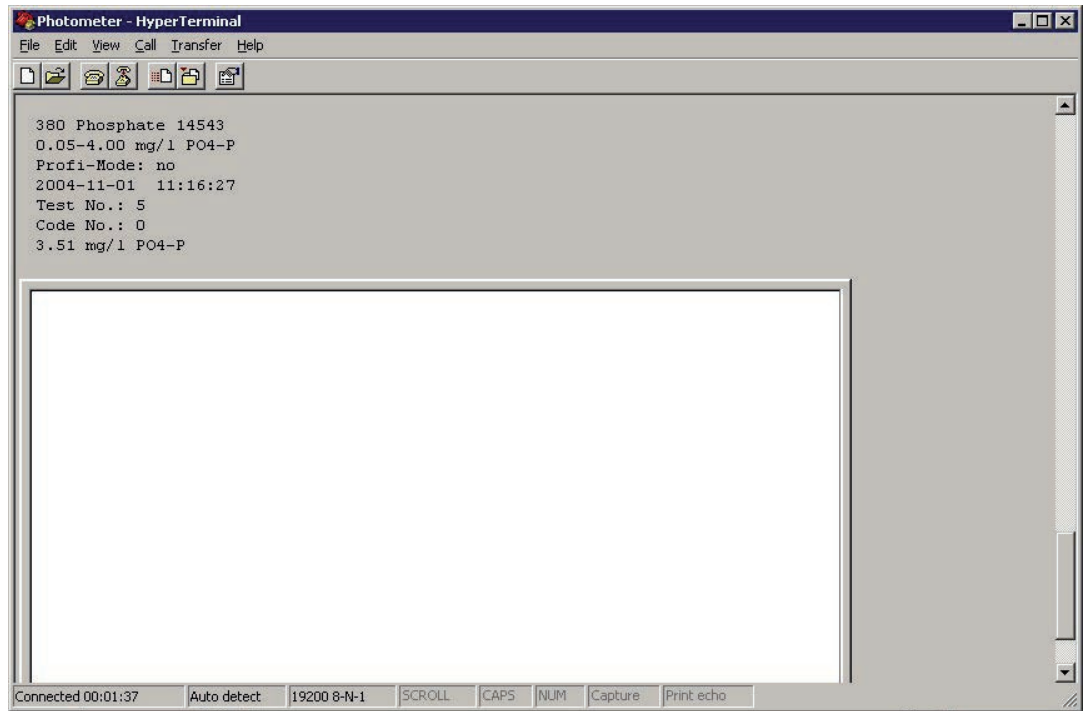 Photometer - HyperTerminal
File Edit View Call Transfer Help
380 Phosphate 14543
0.05-4.00 mg/l PO4-P
Profi-Mode: no
2004-11-01 11:16:27
Test No.: 5
Code No.: 0
3.51 mg/l PO4-P
Connected 00:01:37 Auto detect 19200 8-N-1 SCROLL CAPS NUM Capture Print echo